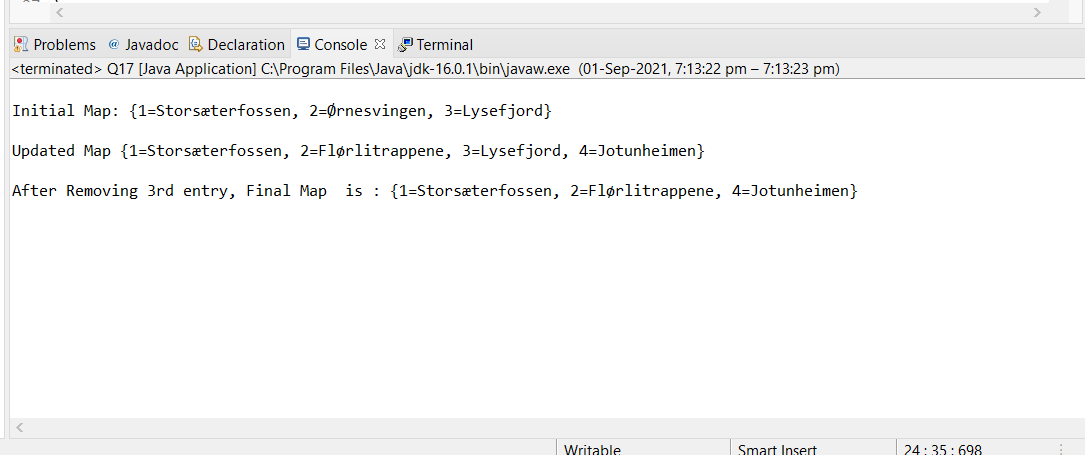 Problems @ Javadoc Declaration Console Terminal
<terminated> Q17 [Java Application] C:\Program Files\Java\jdk-16.0.1\bin\javaw.exe (01-Sep-2021, 7:13:22 pm – 7:13:23 pm)
Initial Map: {1=Storsæterfossen, 2=Ørnesvingen, 3=Lysefjord}
Updated Map {1=Storsæterfossen, 2=Flørlitrappene, 3=Lysefjord, 4=Jotunheimen}
After Removing 3rd entry, Final Map  is : {1=Storsæterfossen, 2=Flørlitrappene, 4=Jotunheimen}
Writable Smart Insert 24 : 35 : 698